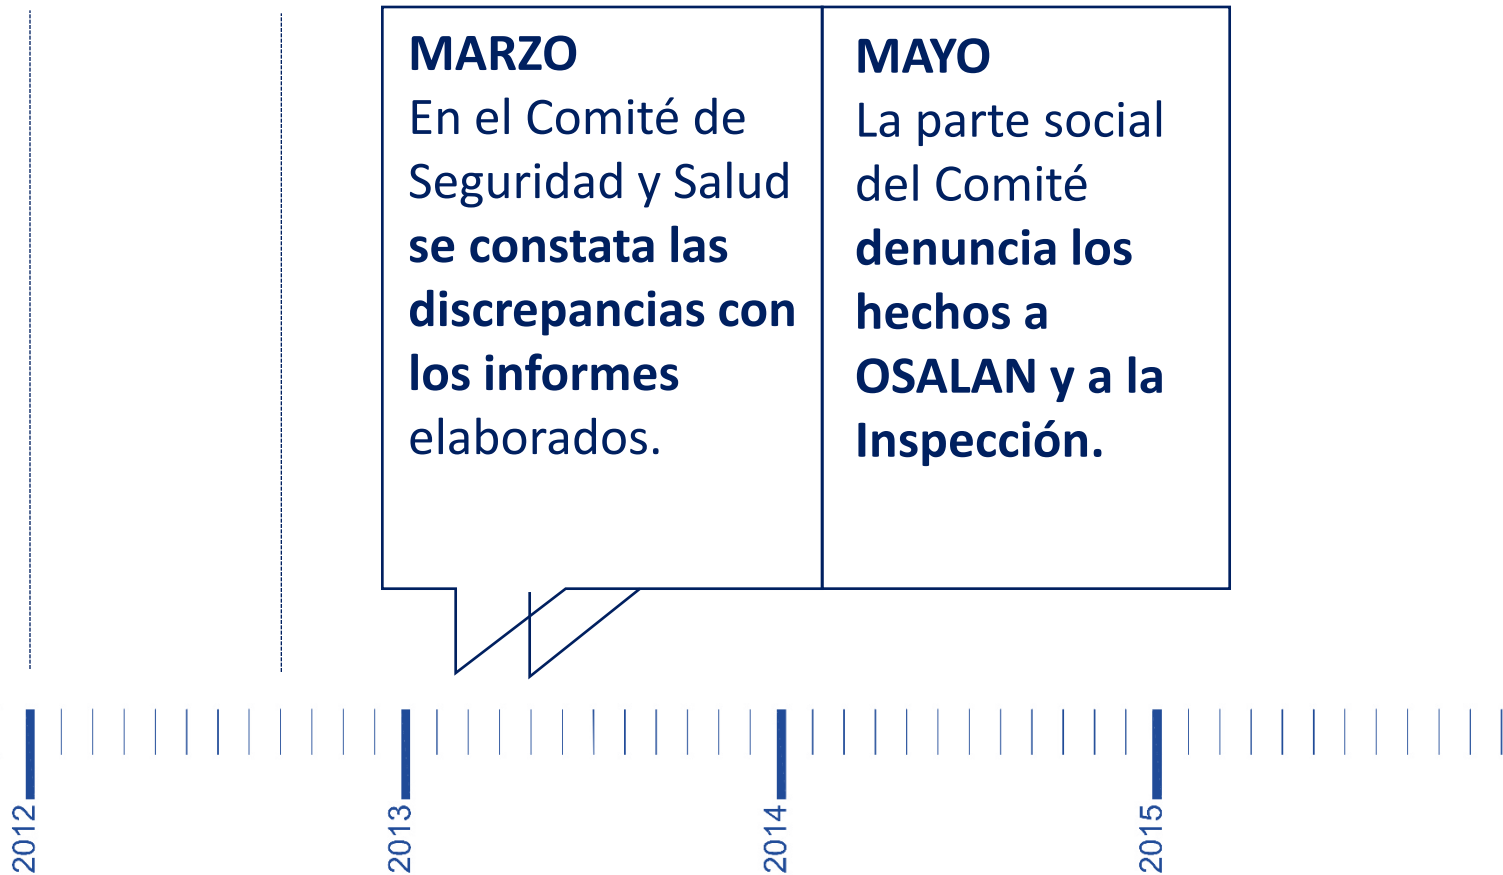 MARZO
En el Comité de
Seguridad y Salud
se constata las
discrepancias con
los informes
elaborados.
MAYO
La parte social
del Comité
denuncia los
hechos a
OSALAN y a la
Inspección.
2012
2013
2014
2015